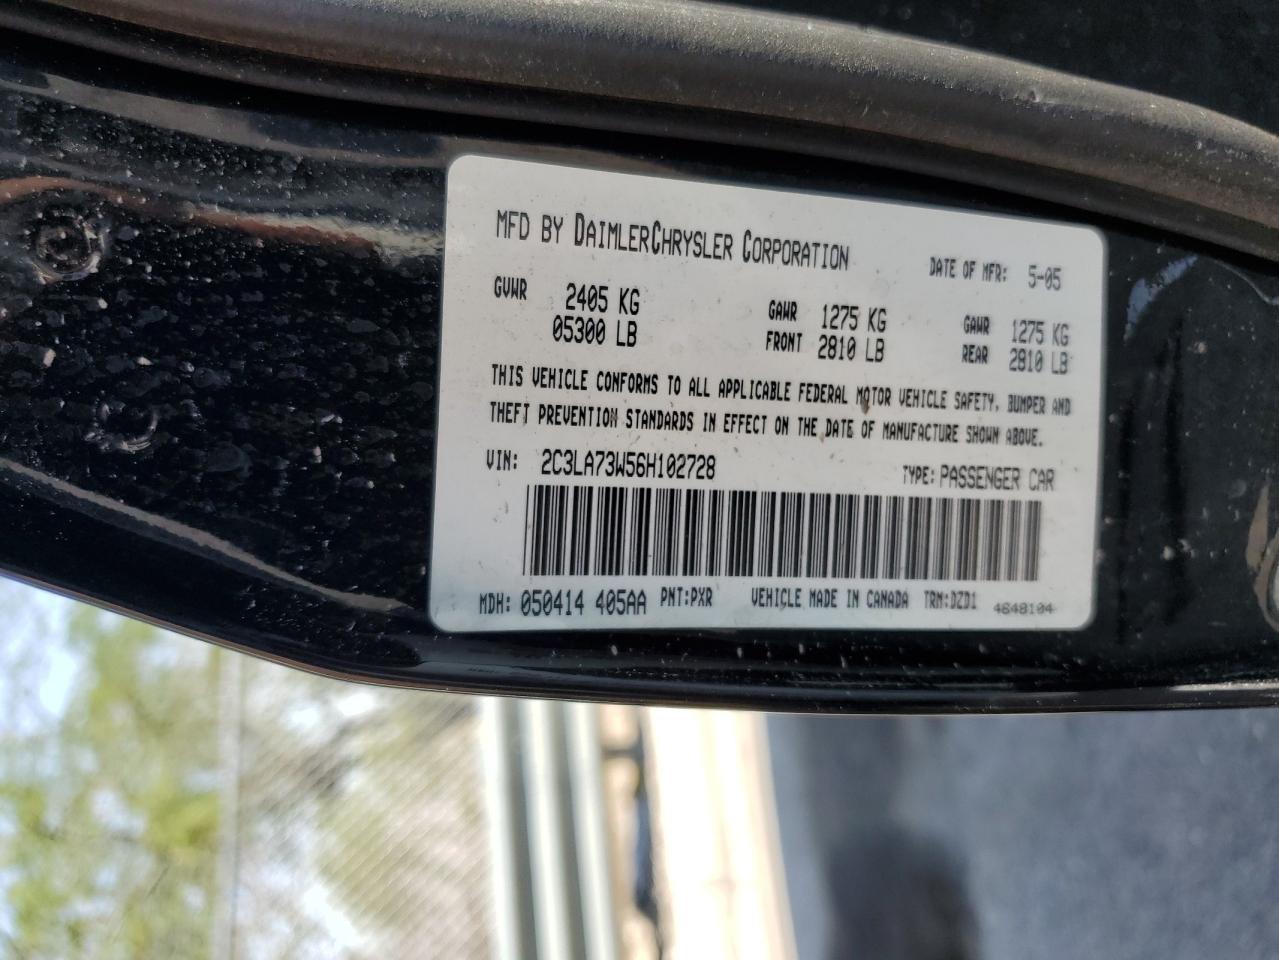 MFD BY DAIMLERCHRYSLER CORPORATION DATE OF MFR: 5-05
GVWR 2405 KG GAWR 1275 KG GAWR 1275 KG
05300 LB FRONT 2810 LB REAR 2810 LB
THIS VEHICLE CONFORMS TO ALL APPLICABLE FEDERAL MOTOR VEHICLE SAFETY, BUMPER AND
THEFT PREVENTION STANDARDS IN EFFECT ON THE DATE OF MANUFACTURE SHOWN ABOVE.
VIN: 2C3LA73W56H102728 TYPE: PASSENGER CAR
MDH: 050414 405AA PNT:PXR VEHICLE MADE IN CANADA TRM:DZD1 4648104